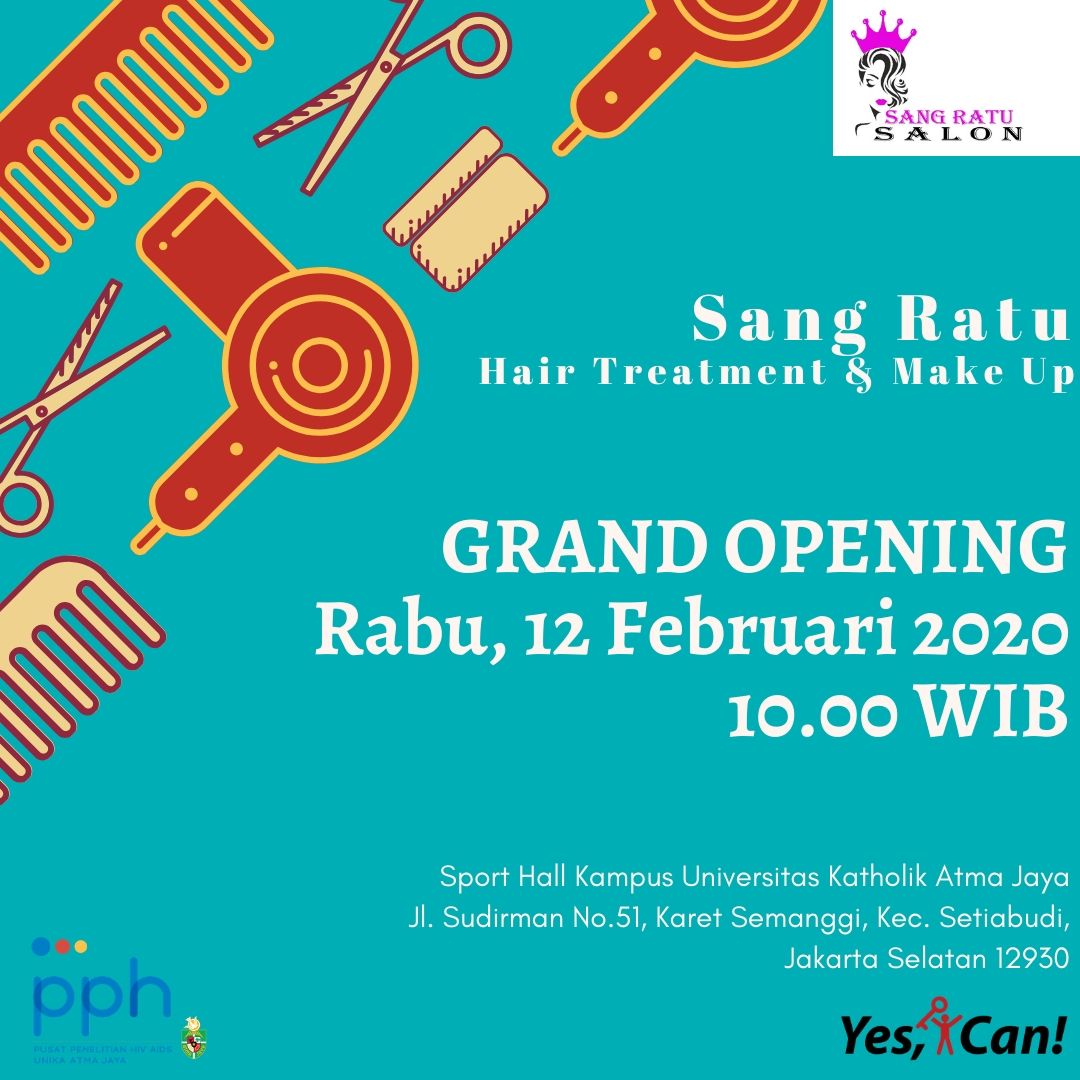 SANG RATU
SALON
Sang Ratu
Hair Treatment & Make Up
GRAND OPENING
Rabu, 12 Februari 2020
10.00 WIB
Sport Hall Kampus Universitas Katholik Atma Jaya
Jl. Sudirman No.51, Karet Semanggi, Kec. Setiabudi,
Jakarta Selatan 12930
pph
PUSAT PENELITIAN HIV AIDS
UNIKA ATMA JAYA
Yes, I Can!